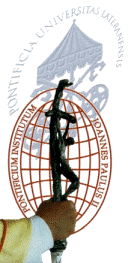 PONTIFICIA UNIVERSITAS LATERANENSIS
PONTIFICIUM INSTITUTUM
IOANNES PAULUS II